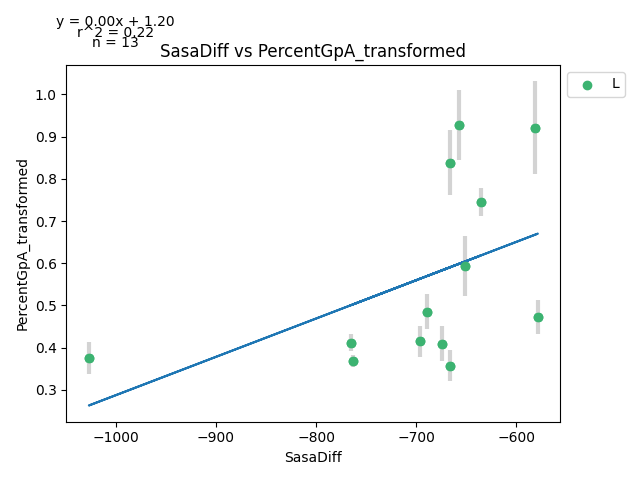 y = 0.00x + 1.20
r^2 = 0.22
n = 13
SasaDiff vs PercentGpA_transformed
L
PercentGpA_transformed
1.0
0.9
0.8
0.7
0.6
0.5
0.4
0.3
−1000
−900
−800
−700
−600
SasaDiff